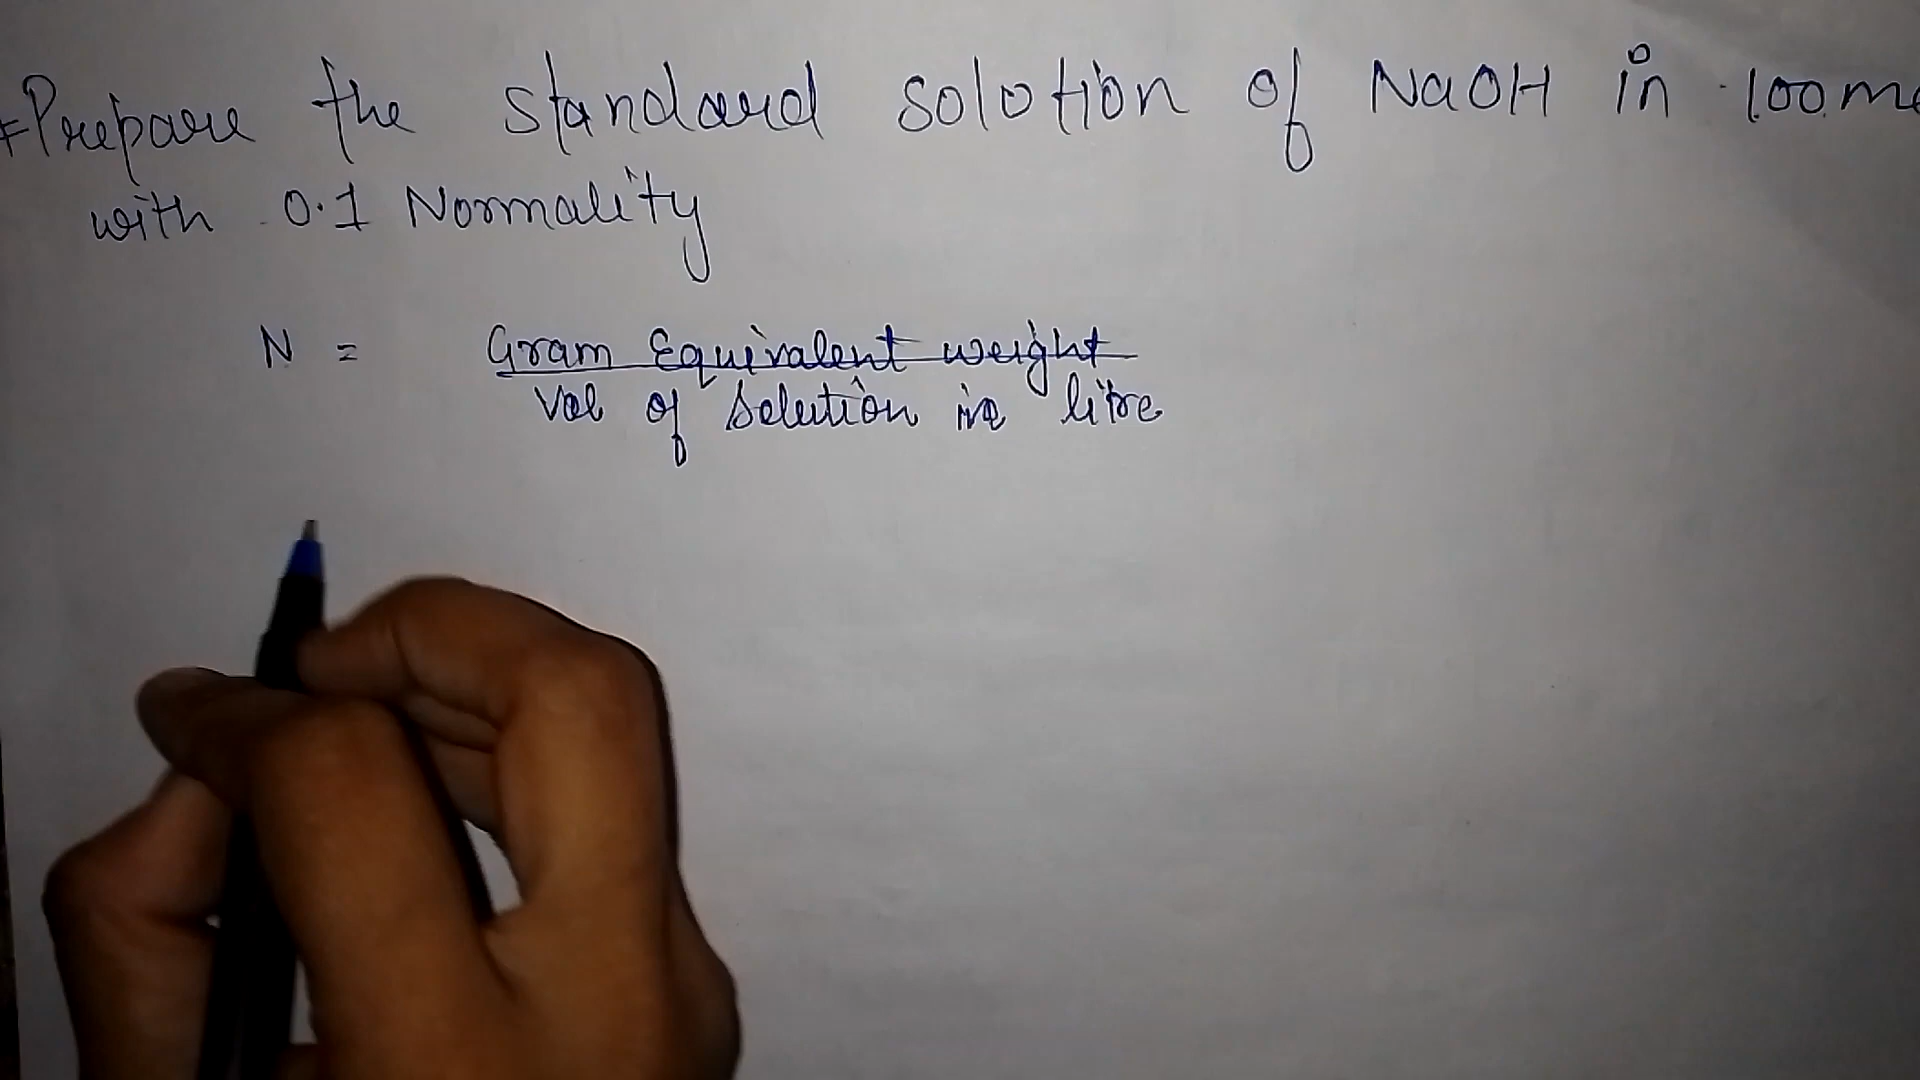 Prepare the standard solution of NaOH in 100 m
with 0.1 Normality
N = Gram Equivalent weight
Vol of Solution in litre